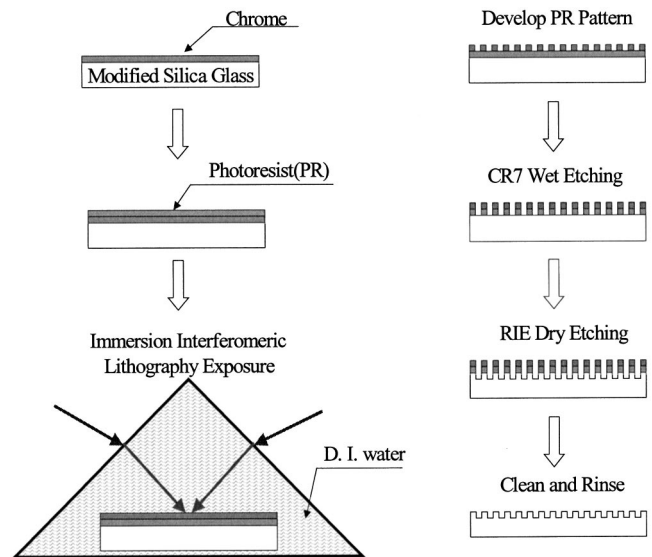 Chrome
Modified Silica Glass
Photoresist(PR)
Immersion Interferomeric
Lithography Exposure
D. I. water
Develop PR Pattern
CR7 Wet Etching
RIE Dry Etching
Clean and Rinse